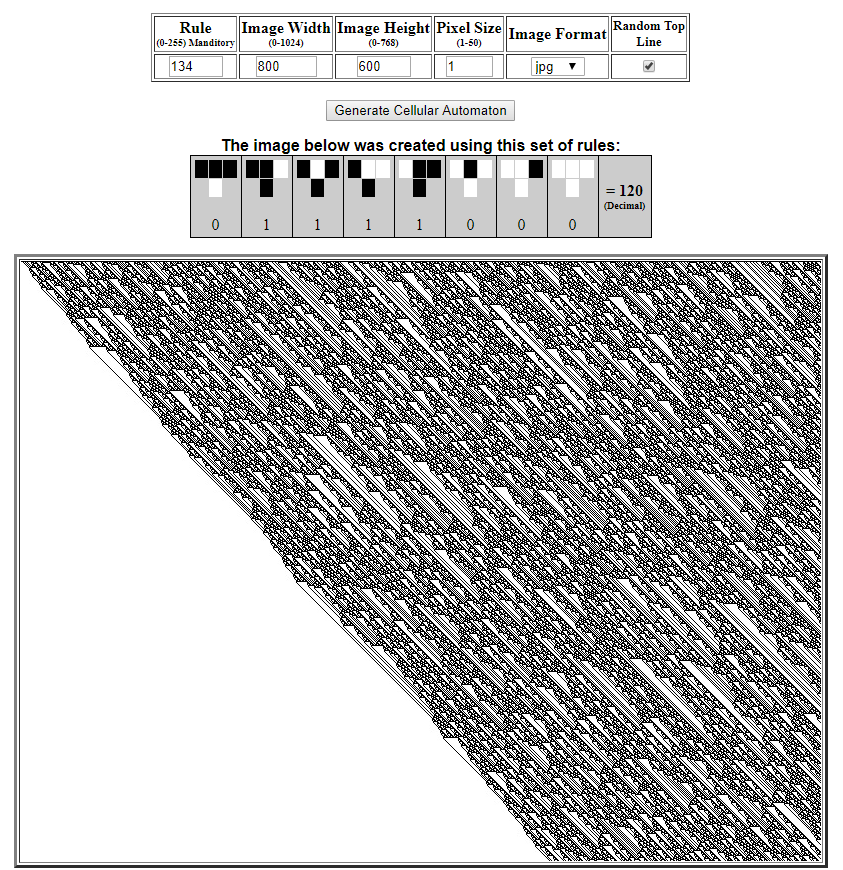 Rule Image Width Image Height Pixel Size Image Format Random Top Line
(0-255) Manditory (0-1024) (0-768) (1-50)
134 800 600 1 jpg
Generate Cellular Automaton
The image below was created using this set of rules:
= 120
(Decimal)
0 1 1 1 1 0 0 0